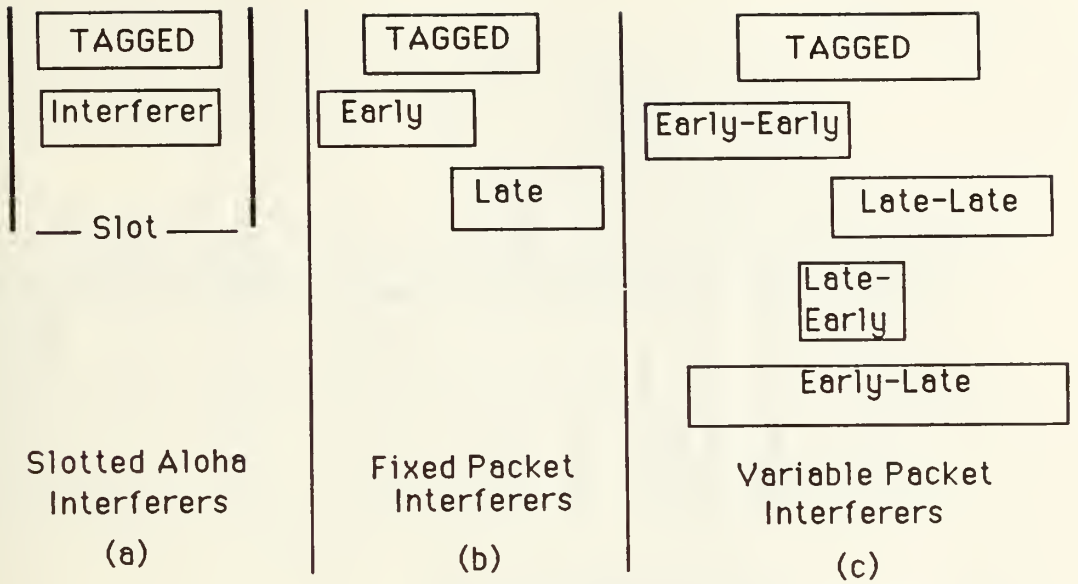 TAGGED
Interferer
Slot
Slotted Aloha
Interferers
(a)
TAGGED
Early
Late
Fixed Packet
Interferers
(b)
TAGGED
Early-Early
Late-Late
Late-
Early
Early-Late
Variable Packet
Interferers
(c)